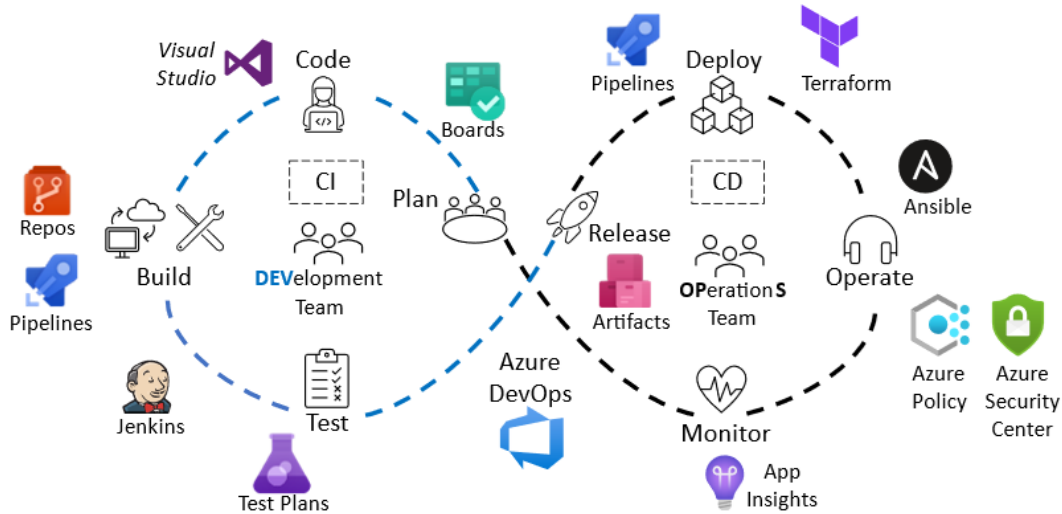 Visual
Studio
Code
Boards
Plan
CI
Repos
Build
Pipelines
DEVelopment
Team
Jenkins
Test
Test Plans
Azure
DevOps
Pipelines
Deploy
Terraform
CD
Release
Artifacts
OPerationS
Team
Ansible
Operate
Azure
Policy
Azure
Security
Center
Monitor
App
Insights